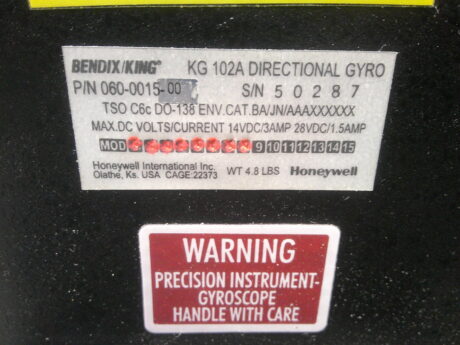 BENDIX/KING® KG 102A DIRECTIONAL GYRO
P/N 060-0015-00 S/N 50287
TSO C6c DO-138 ENV.CAT.BA/JN/AAAXXXXXX
MAX.DC VOLTS/CURRENT 14VDC/3AMP 28VDC/1.5AMP
MOD 9 10 11 12 13 14 15
Honeywell International Inc.
Olathe, Ks. USA CAGE:22373 WT 4.8 LBS Honeywell
WARNING
PRECISION INSTRUMENT-
GYROSCOPE
HANDLE WITH CARE